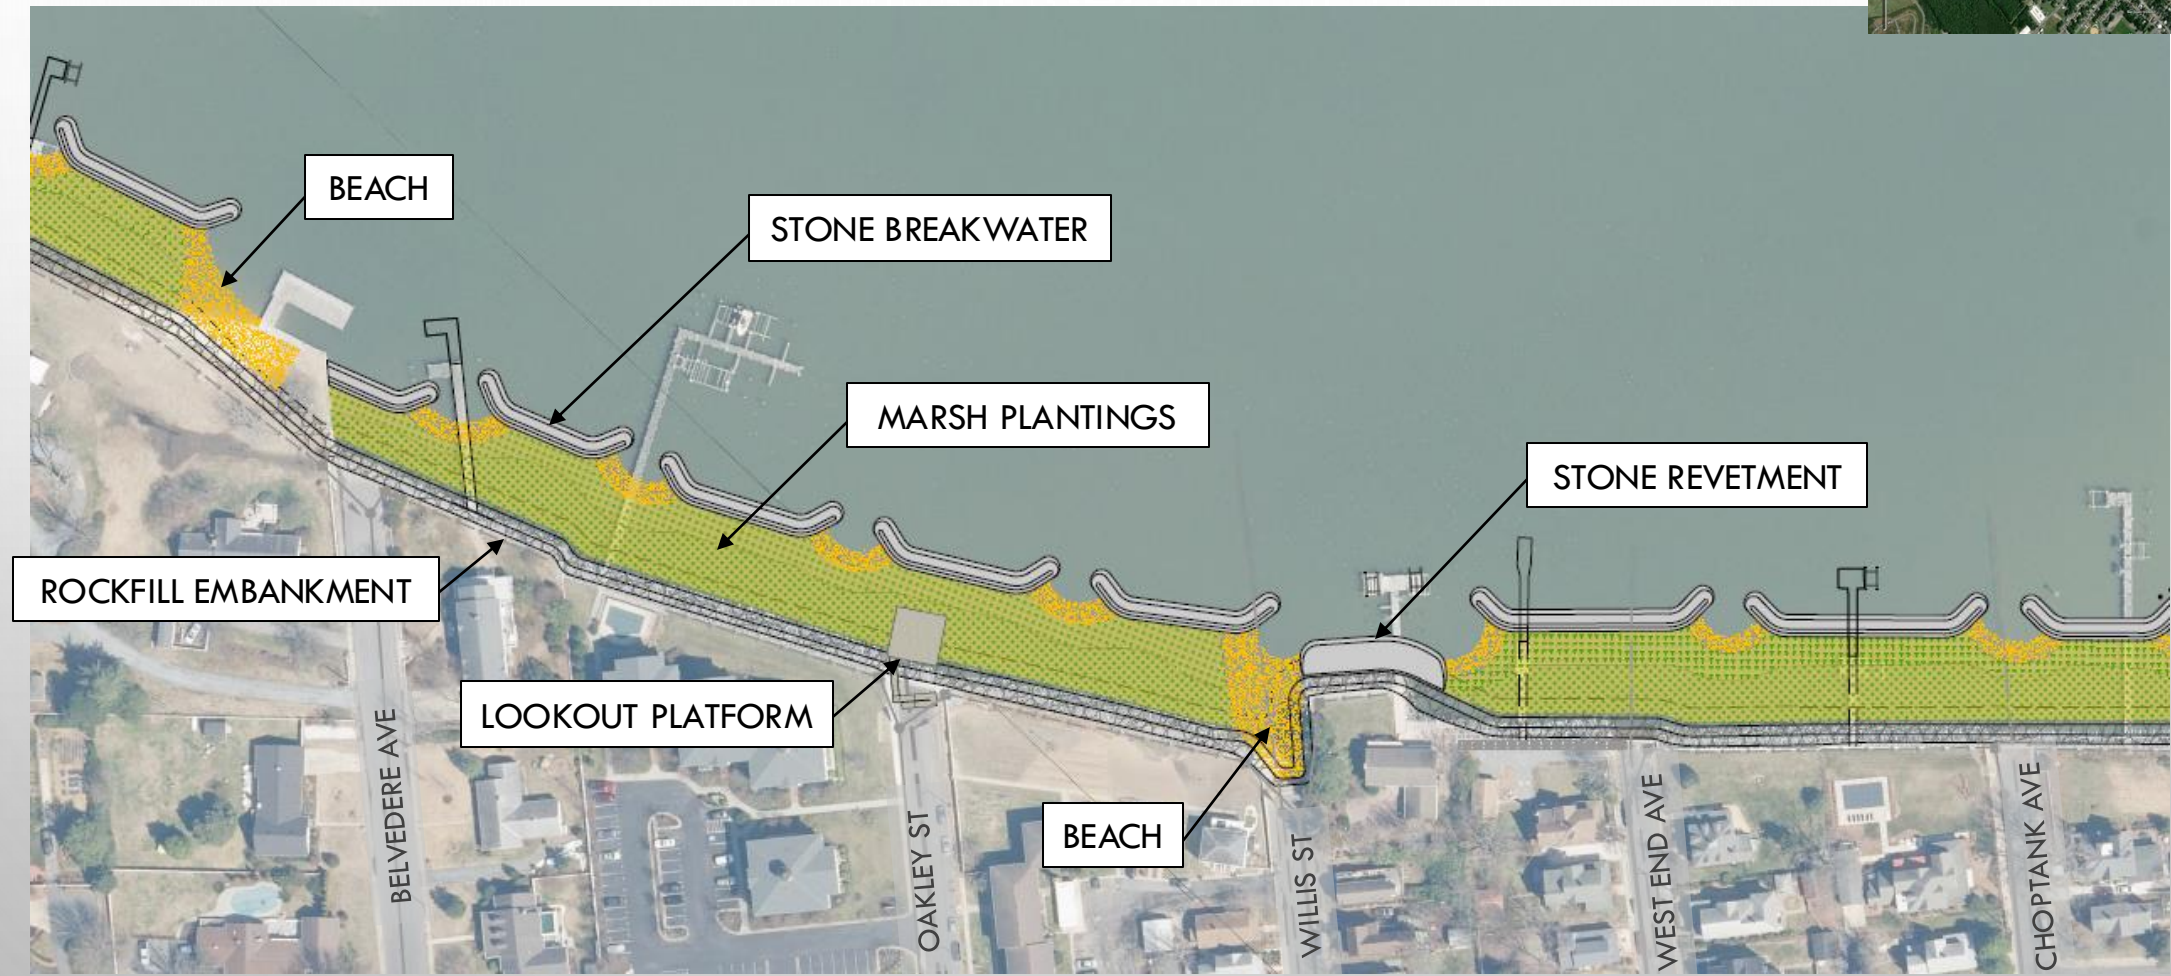 BEACH
STONE BREAKWATER
MARSH PLANTINGS
STONE REVETMENT
ROCKFILL EMBANKMENT
LOOKOUT PLATFORM
BEACH
BELVEDERE AVE
OAKLEY ST
WILLIS ST
WEST END AVE
CHOPTANK AVE